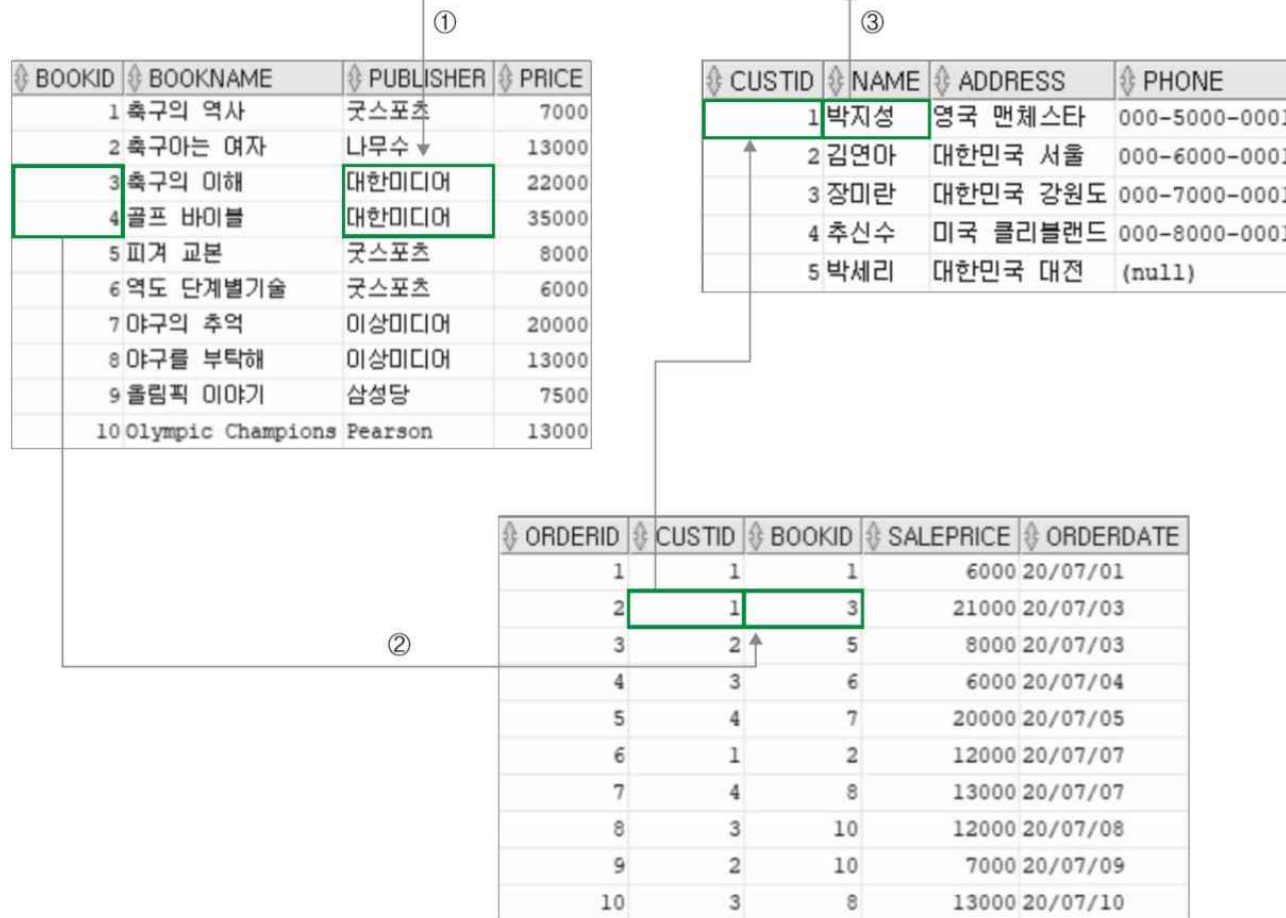 ①
③
BOOKID BOOKNAME PUBLISHER PRICE
1 축구의 역사 굿스포츠 7000
2 축구아는 여자 나무수 13000
3 축구의 이해 대한미디어 22000
4 골프 바이블 대한미디어 35000
5 피겨 교본 굿스포츠 8000
6 역도 단계별기술 굿스포츠 6000
7 야구의 추억 이상미디어 20000
8 야구를 부탁해 이상미디어 13000
9 올림픽 이야기 삼성당 7500
10 Olympic Champions Pearson 13000
CUSTID NAME ADDRESS PHONE
1 박지성 영국 맨체스타 000-5000-0001
2 김연아 대한민국 서울 000-6000-0001
3 장미란 대한민국 강원도 000-7000-0001
4 추신수 미국 클리블랜드 000-8000-0001
5 박세리 대한민국 대전 (null)
②
ORDERID CUSTID BOOKID SALEPRICE ORDERDATE
1 1 1 6000 20/07/01
2 1 3 21000 20/07/03
3 2 5 8000 20/07/03
4 3 6 6000 20/07/04
5 4 7 20000 20/07/05
6 1 2 12000 20/07/07
7 4 8 13000 20/07/07
8 3 10 12000 20/07/08
9 2 10 7000 20/07/09
10 3 8 13000 20/07/10